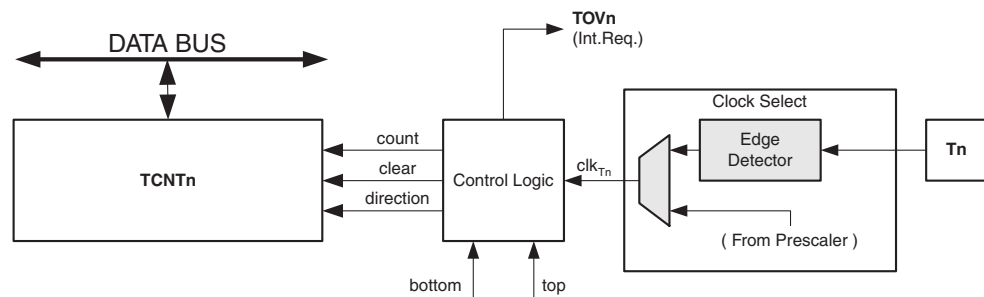 TOVn
(Int.Req.)
DATA BUS
Clock Select
Edge
Detector
Tn
count
clear
direction
TCNTn
Control Logic
clkTn
( From Prescaler )
bottom
top